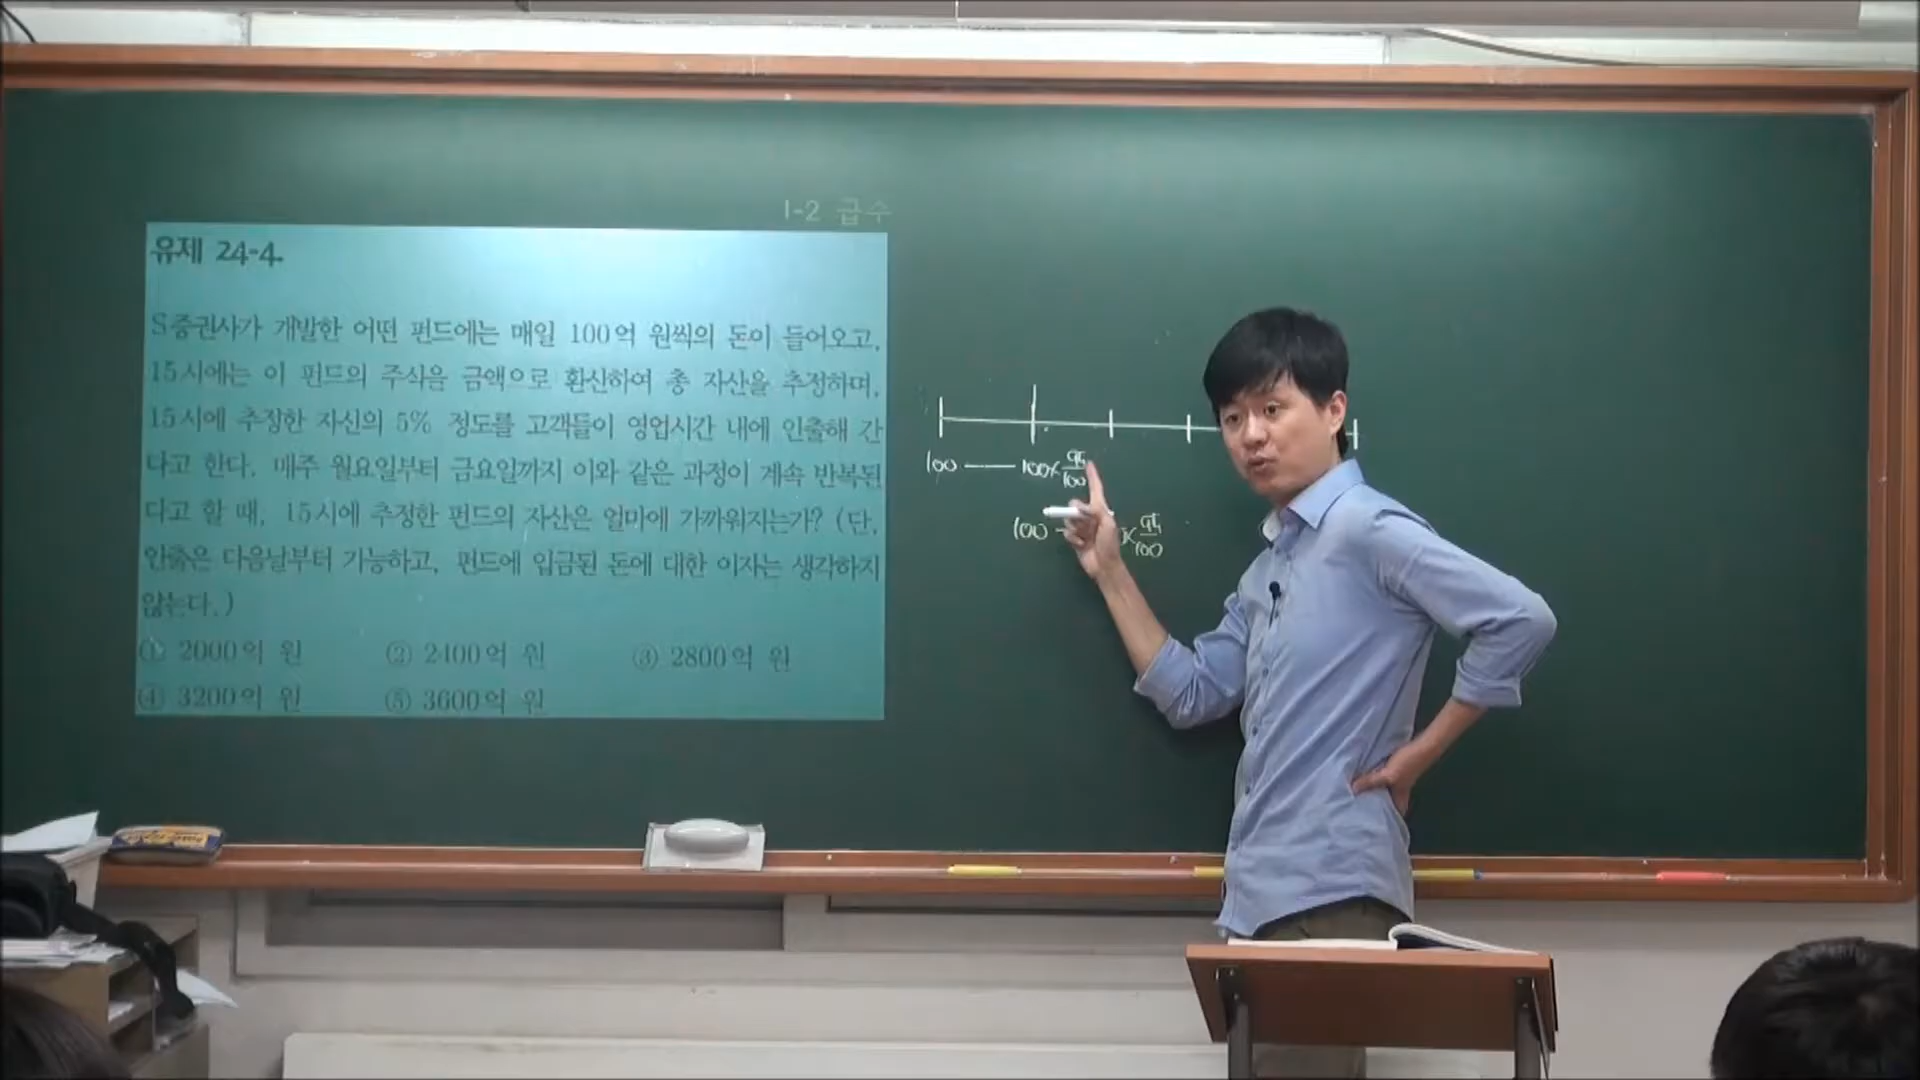 I-2 급수
유제 24-4.
S증권사가 개발한 어떤 펀드에는 매일 100억 원씩의 돈이 들어오고,
15시에는 이 펀드의 주식을 금액으로 환산하여 총 자산을 추정하며,
15시에 추정한 자신의 5% 정도를 고객들이 영업시간 내에 인출해 간
다고 한다. 매주 월요일부터 금요일까지 이와 같은 과정이 계속 반복된
다고 할 때, 15시에 추정한 펀드의 자산은 얼마에 가까워지는가? (단,
인출은 다음날부터 가능하고, 펀드에 입금된 돈에 대한 이자는 생각하지
않는다.)
① 2000억 원 ② 2400억 원 ③ 2800억 원
④ 3200억 원 ⑤ 3600억 원
100 — 100×95/100
100 — ×95/100